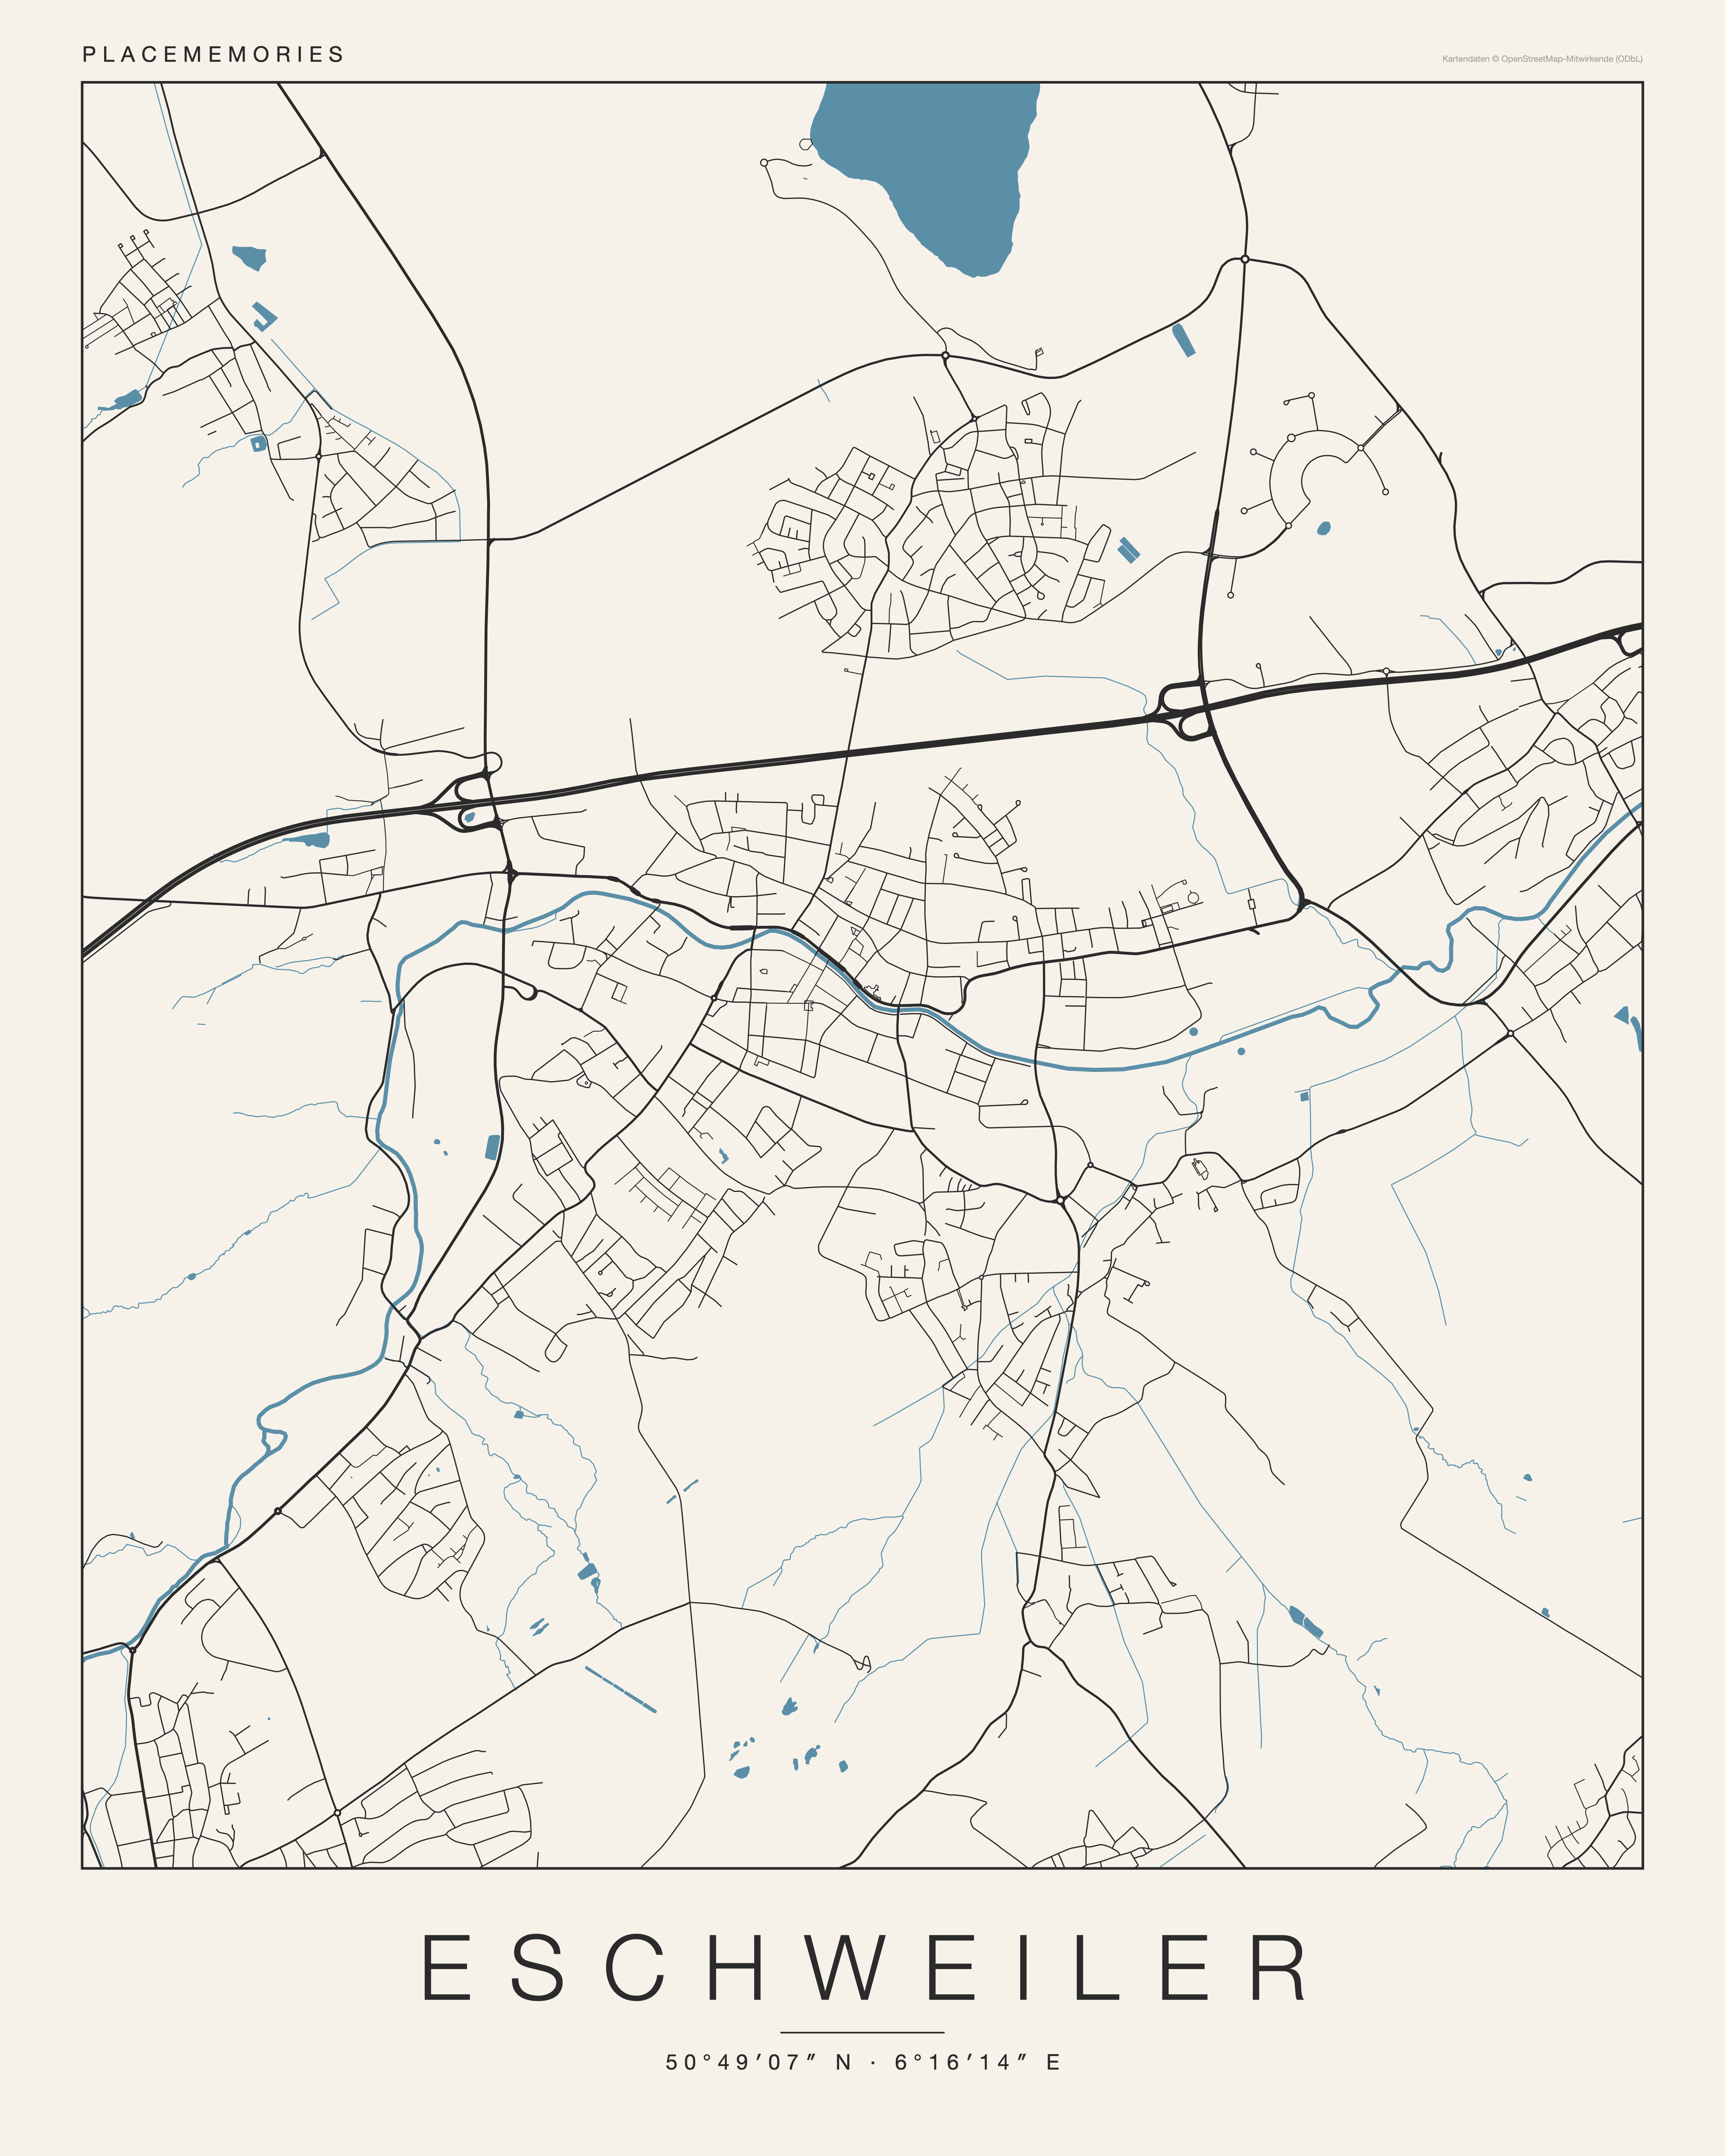 PLACEMEMORIES
Kartendaten © OpenStreetMap-Mitwirkende (ODbL)
ESCHWEILER
50°49′07″ N · 6°16′14″ E